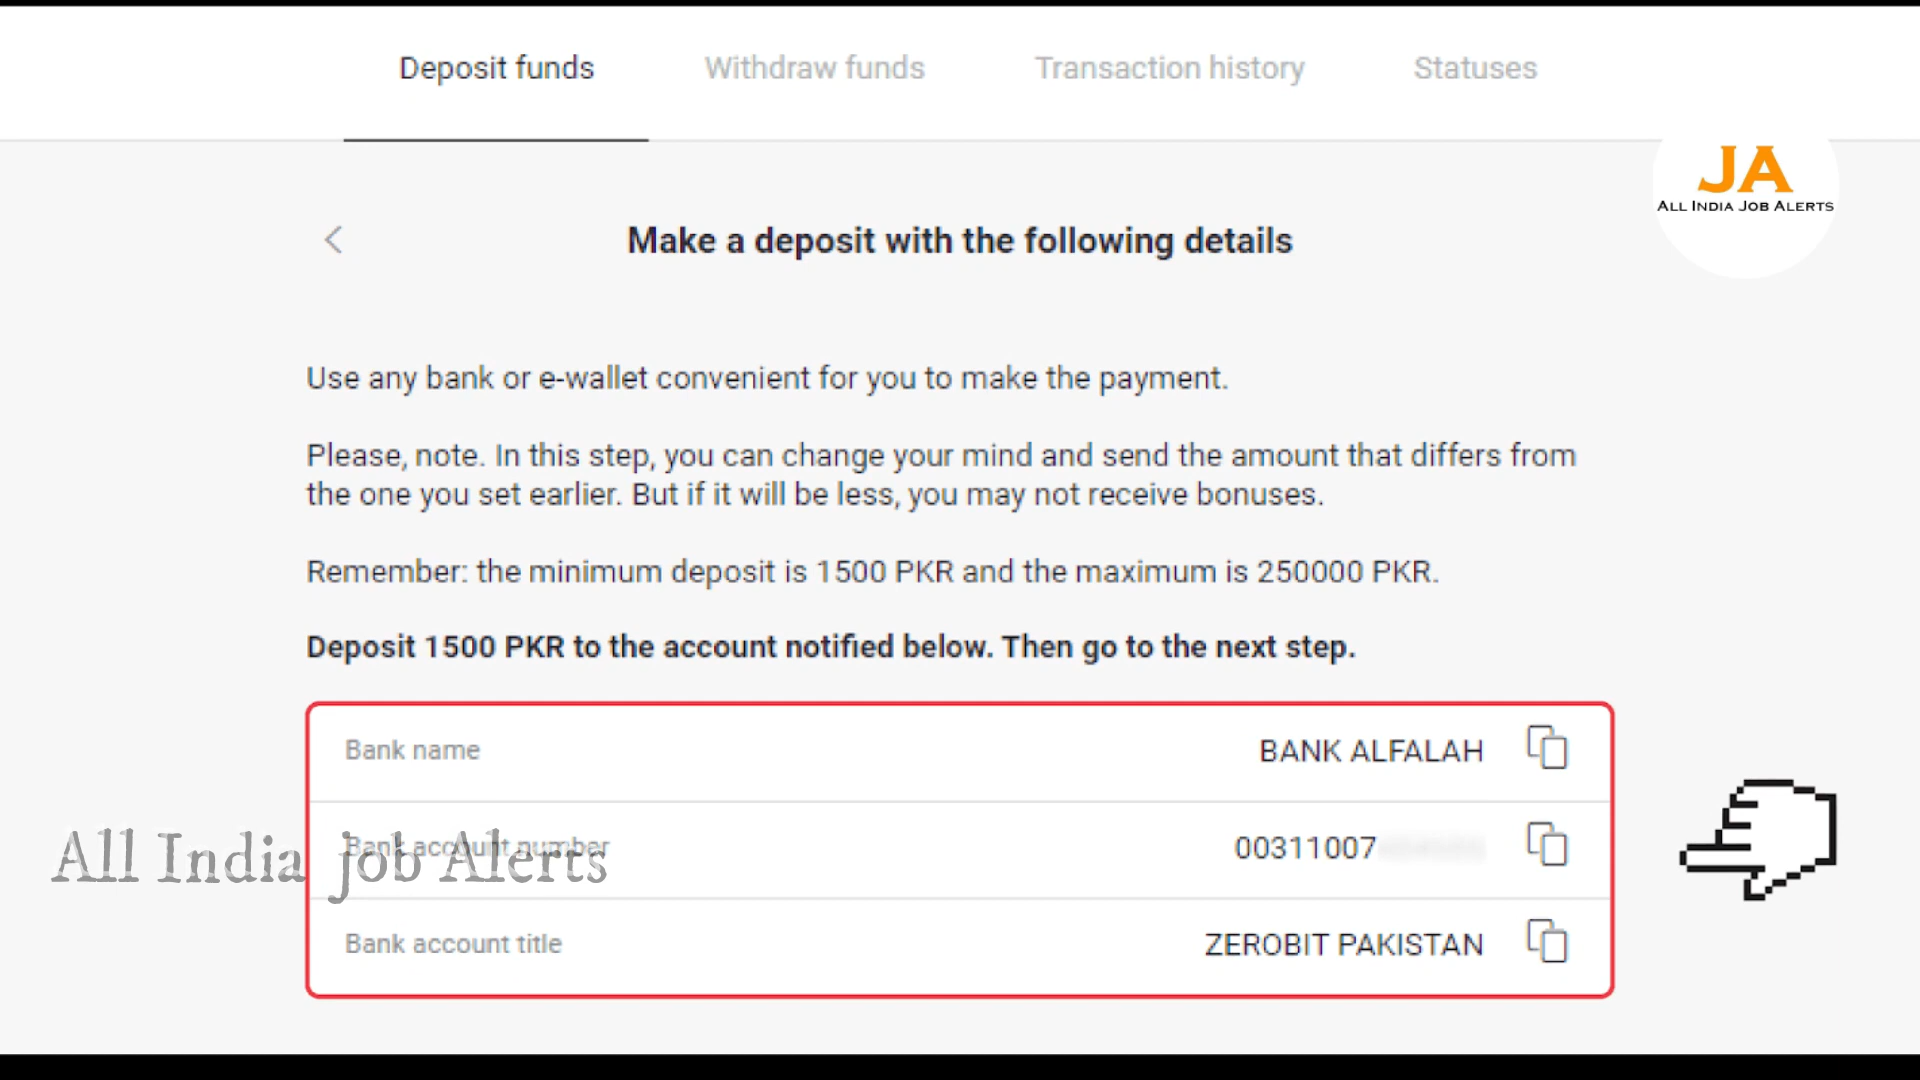 Deposit funds
Withdraw funds
Transaction history
Statuses
JA
ALL INDIA JOB ALERTS
Make a deposit with the following details
Use any bank or e-wallet convenient for you to make the payment.
Please, note. In this step, you can change your mind and send the amount that differs from
the one you set earlier. But if it will be less, you may not receive bonuses.
Remember: the minimum deposit is 1500 PKR and the maximum is 250000 PKR.
Deposit 1500 PKR to the account notified below. Then go to the next step.
Bank name BANK ALFALAH
Bank account number 00311007
All India job Alerts
Bank account title ZEROBIT PAKISTAN